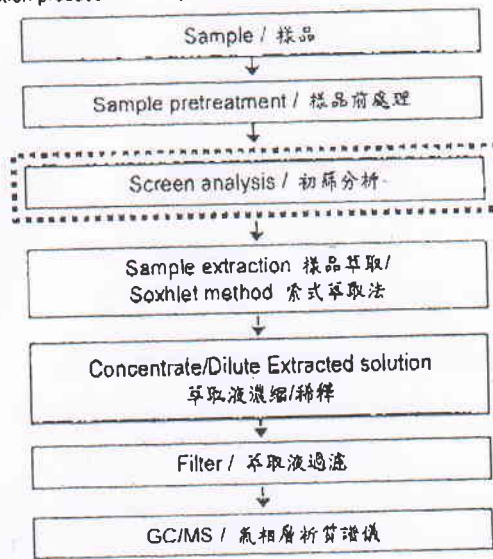 Sample / 樣品
Sample pretreatment / 樣品前處理
Screen analysis / 初篩分析
Sample extraction 樣品萃取/
Soxhlet method 索式萃取法
Concentrate/Dilute Extracted solution
萃取液濃縮/稀釋
Filter / 萃取液過濾
GC/MS / 氣相層析質譜儀